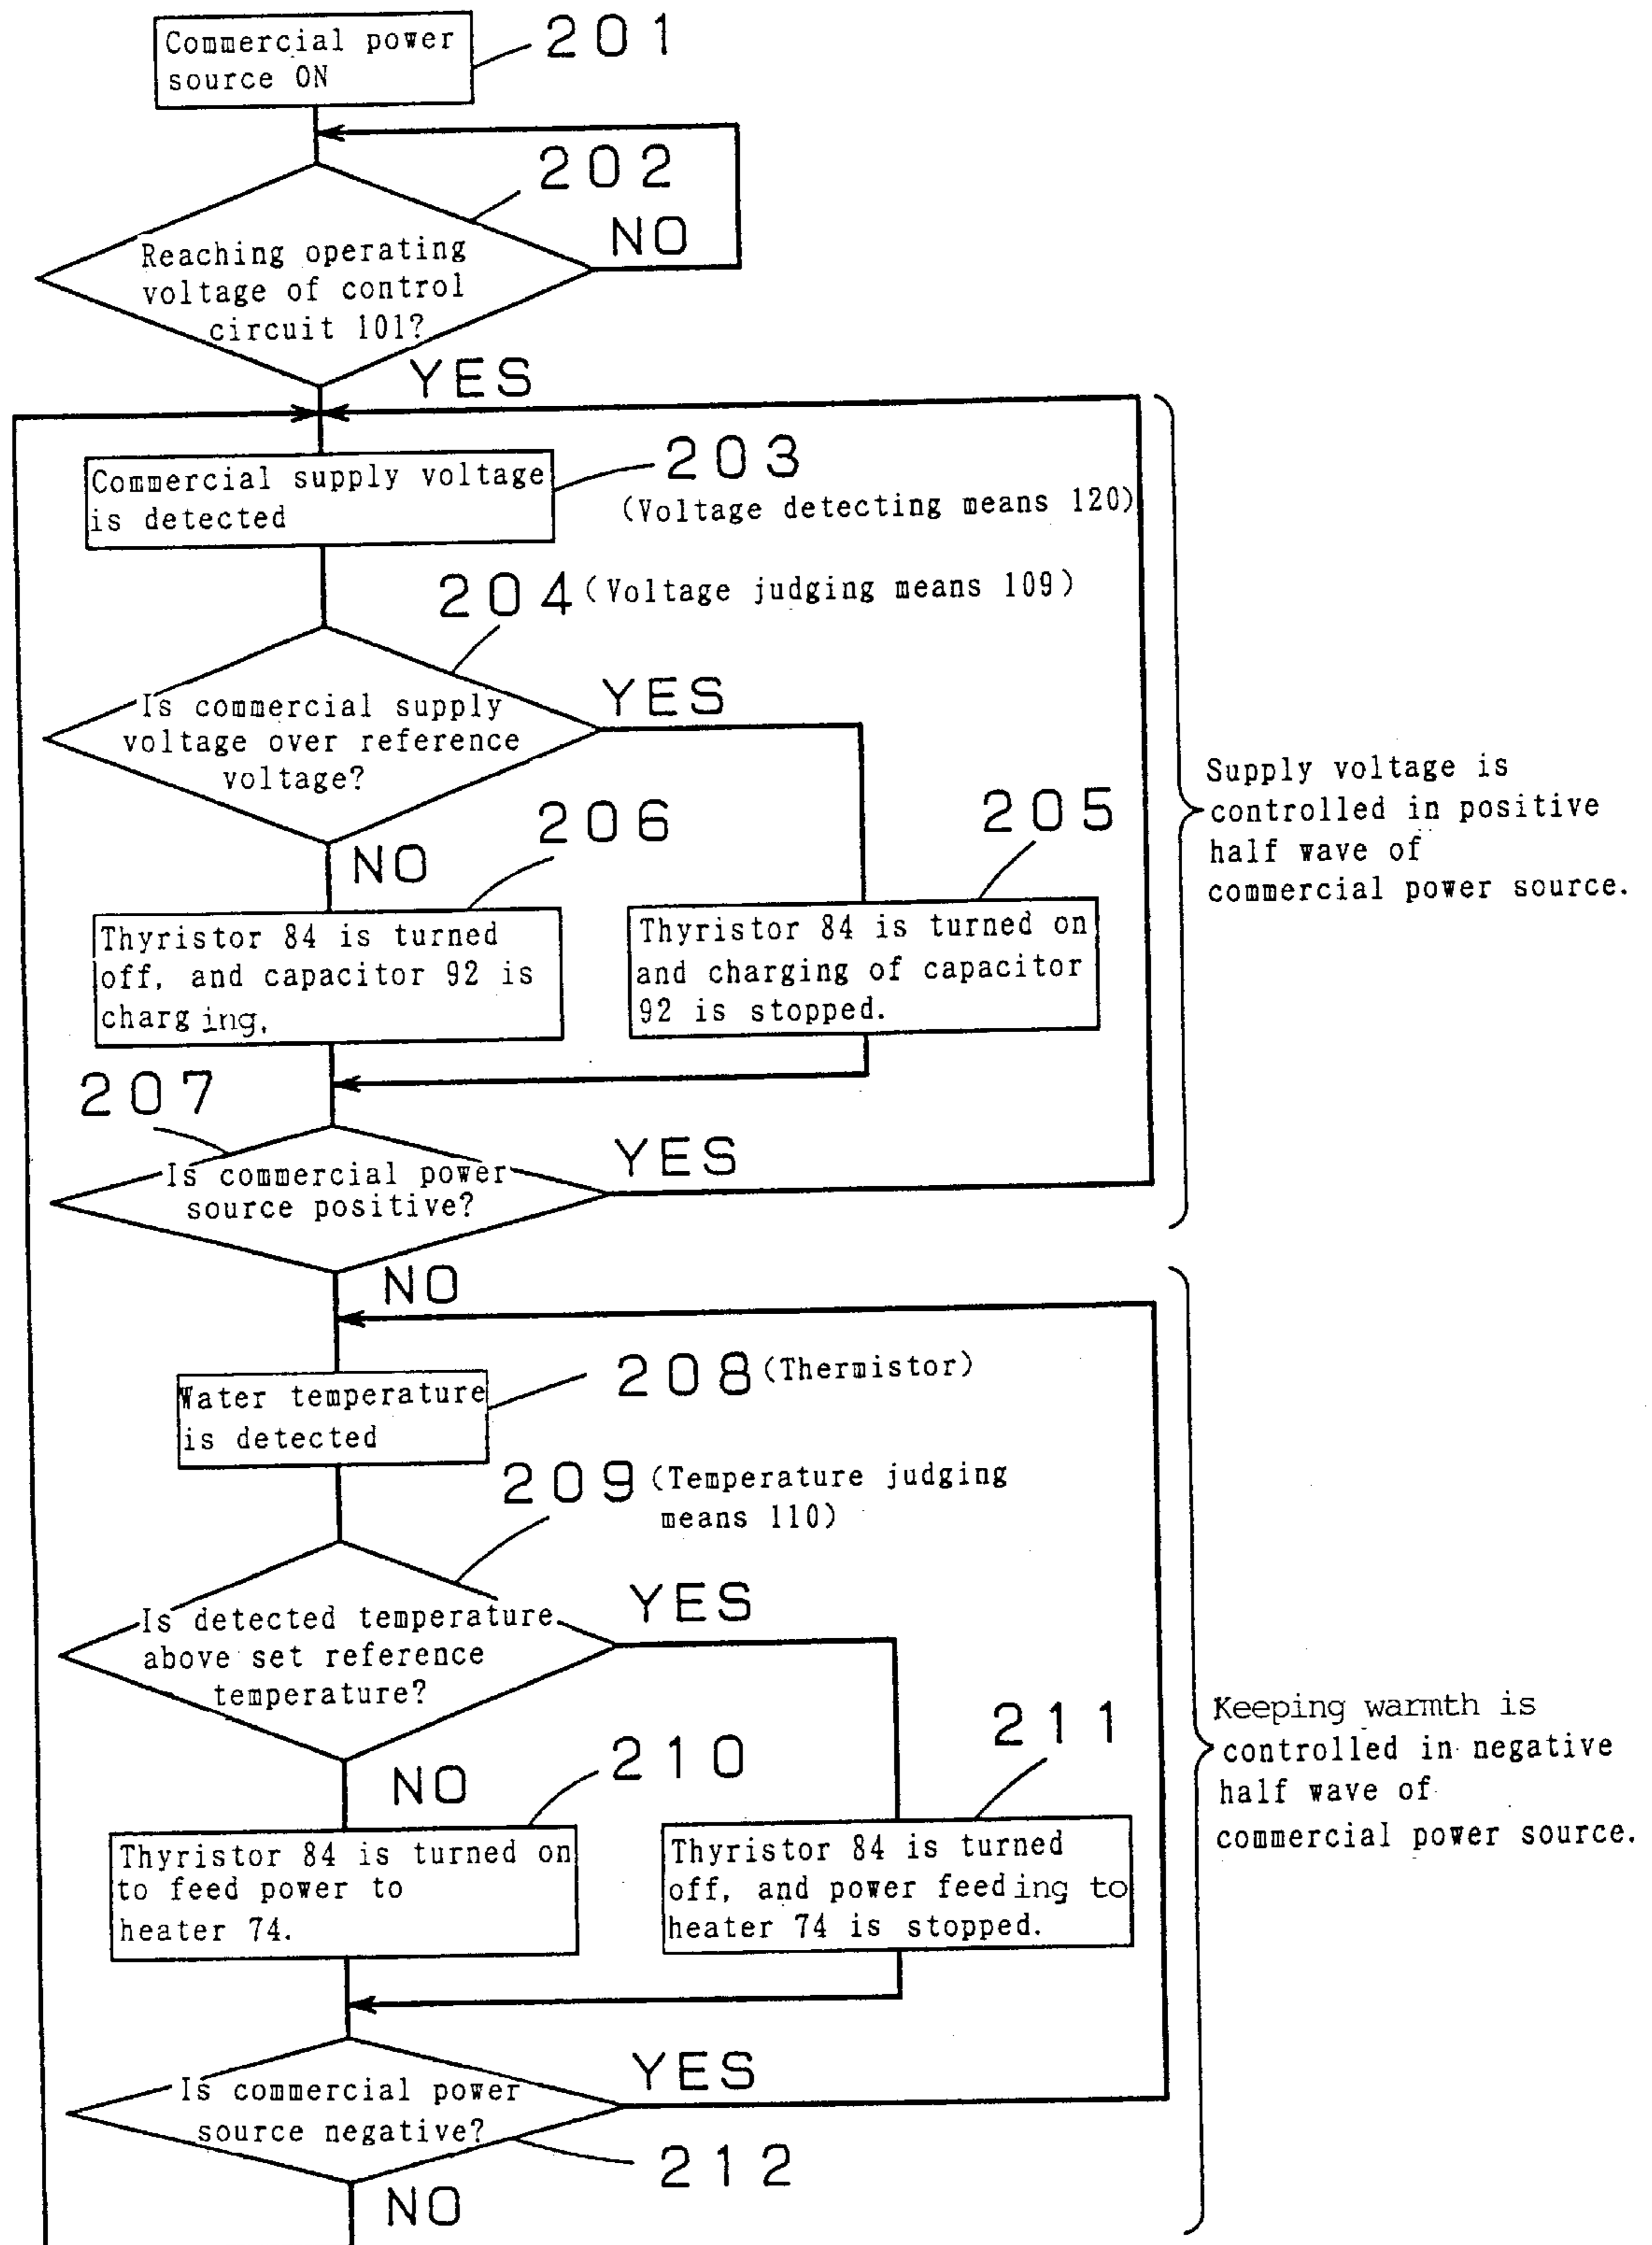 Commercial power
source ON
201
202
NO
Reaching operating
voltage of control
circuit 101?
YES
203
(Voltage detecting means 120)
Commercial supply voltage
is detected
204 (Voltage judging means 109)
Is commercial supply
voltage over reference
voltage?
YES
NO
206
205
Thyristor 84 is turned
off, and capacitor 92 is
charging.
Thyristor 84 is turned on
and charging of capacitor
92 is stopped.
Supply voltage is
controlled in positive
half wave of
commercial power source.
207
Is commercial power
source positive?
YES
NO
208 (Thermistor)
Water temperature
is detected
209 (Temperature judging
means 110)
Is detected temperature
above set reference
temperature?
YES
NO
210
211
Thyristor 84 is turned on
to feed power to
heater 74.
Thyristor 84 is turned
off, and power feeding to
heater 74 is stopped.
Keeping warmth is
controlled in negative
half wave of
commercial power source.
Is commercial power
source negative?
YES
212
NO